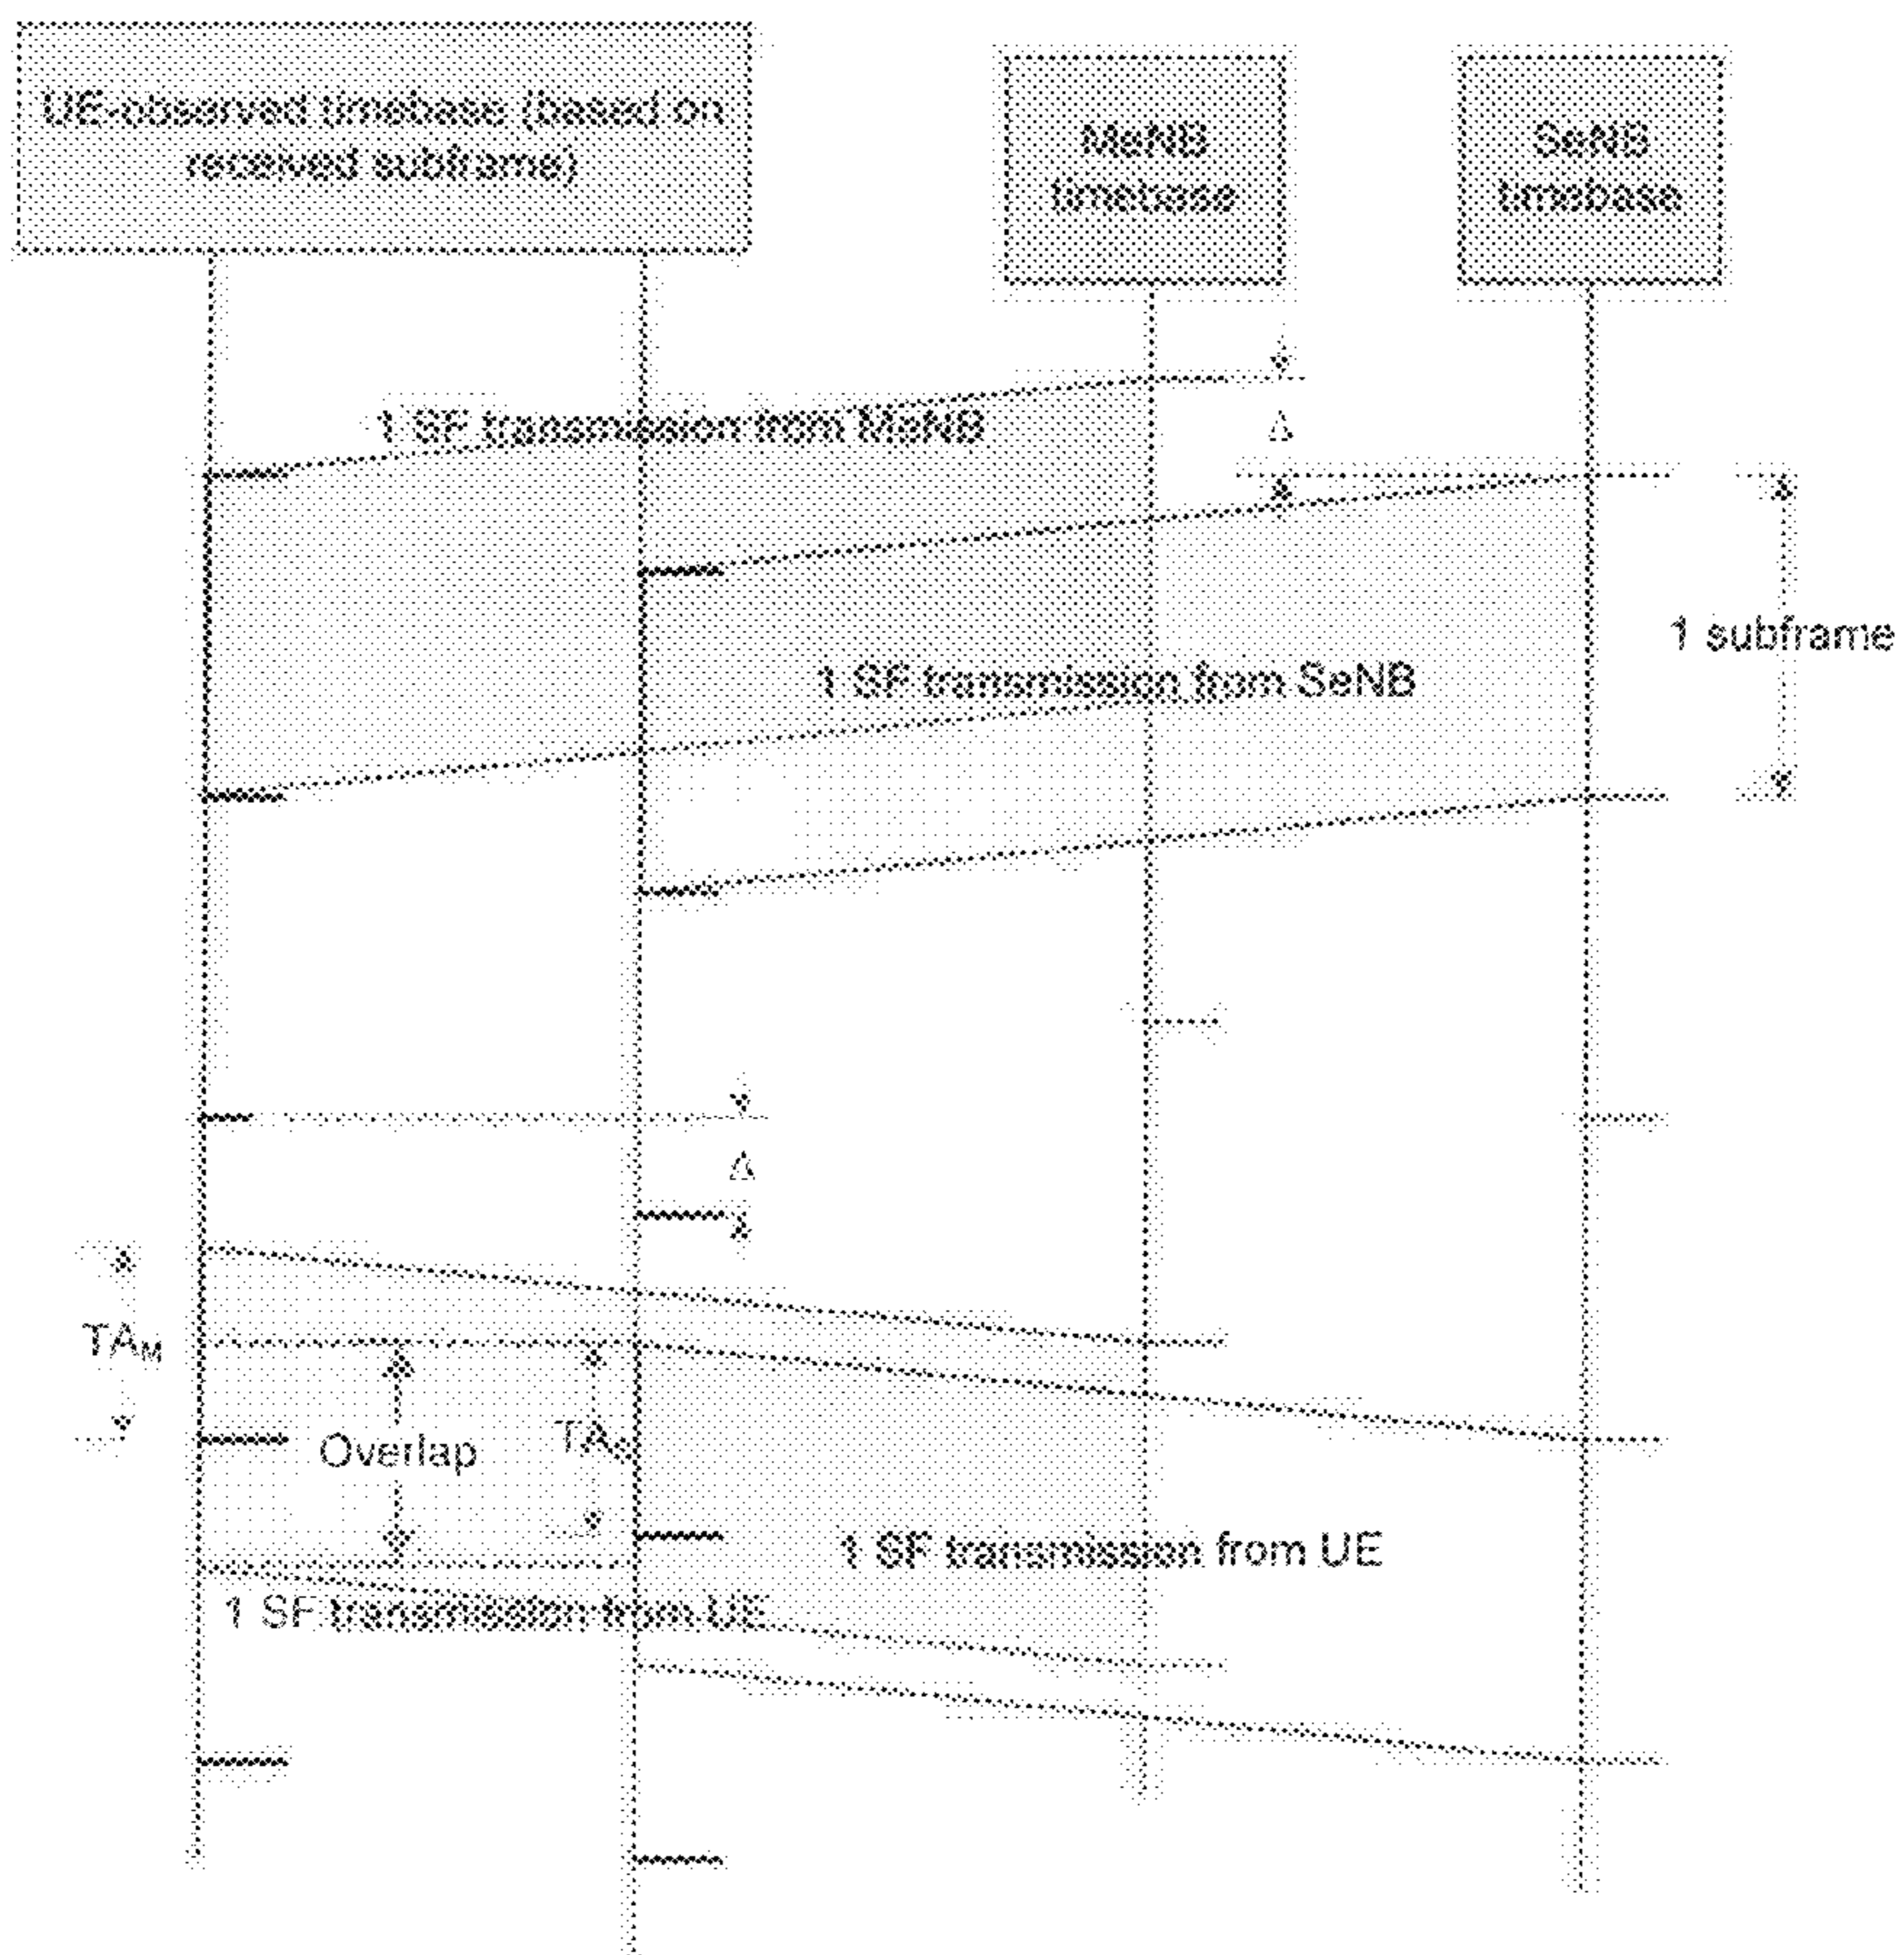 UE-observed timebase (based on
received subframe)
MeNB
timebase
SeNB
timebase
1 SF transmission from MeNB
Δ
1 subframe
1 SF transmission from SeNB
Δ
TAM
Overlap
TAS
1 SF transmission from UE
1 SF transmission from UE